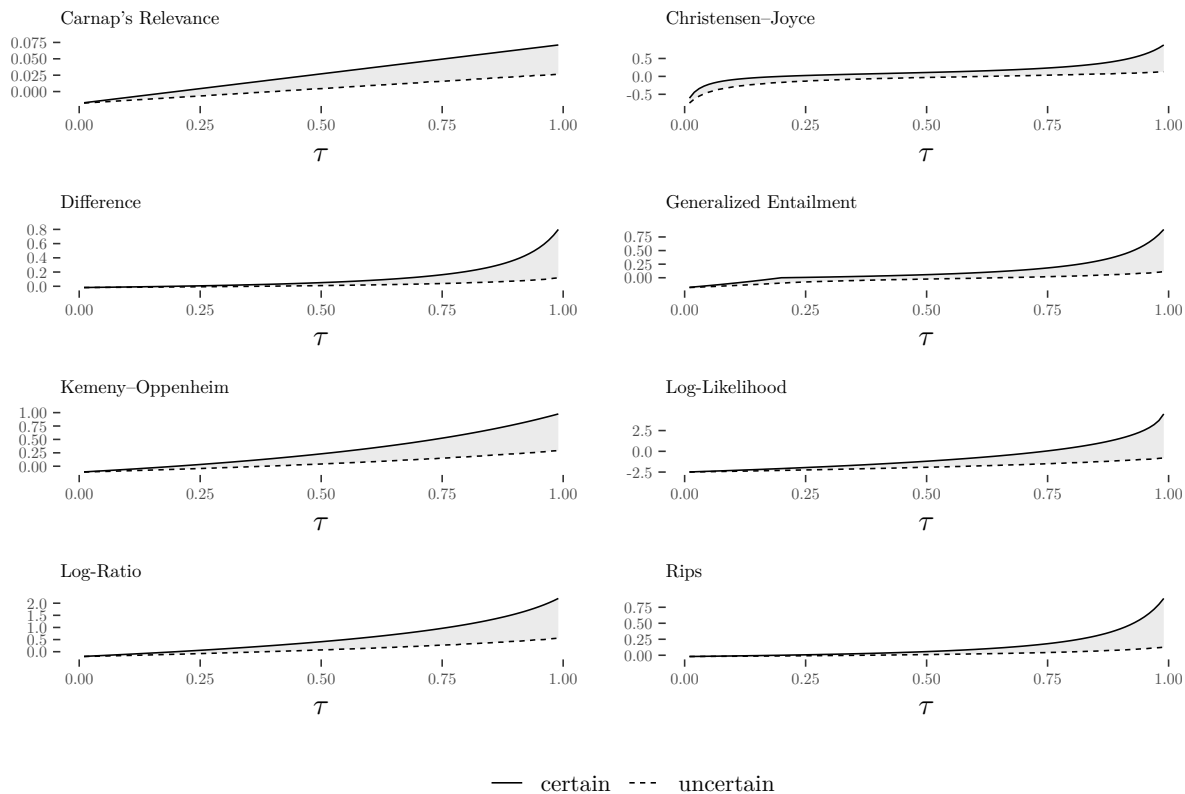 Carnap's Relevance
0.075
0.050
0.025
0.000
0.00 0.25 0.50 0.75 1.00
τ
Christensen–Joyce
0.5
0.0
-0.5
0.00 0.25 0.50 0.75 1.00
τ
Difference
0.8
0.6
0.4
0.2
0.0
0.00 0.25 0.50 0.75 1.00
τ
Generalized Entailment
0.75
0.50
0.25
0.00
0.00 0.25 0.50 0.75 1.00
τ
Kemeny–Oppenheim
1.00
0.75
0.50
0.25
0.00
0.00 0.25 0.50 0.75 1.00
τ
Log-Likelihood
2.5
0.0
-2.5
0.00 0.25 0.50 0.75 1.00
τ
Log-Ratio
2.0
1.5
1.0
0.5
0.0
0.00 0.25 0.50 0.75 1.00
τ
Rips
0.75
0.50
0.25
0.00
0.00 0.25 0.50 0.75 1.00
τ
certain uncertain